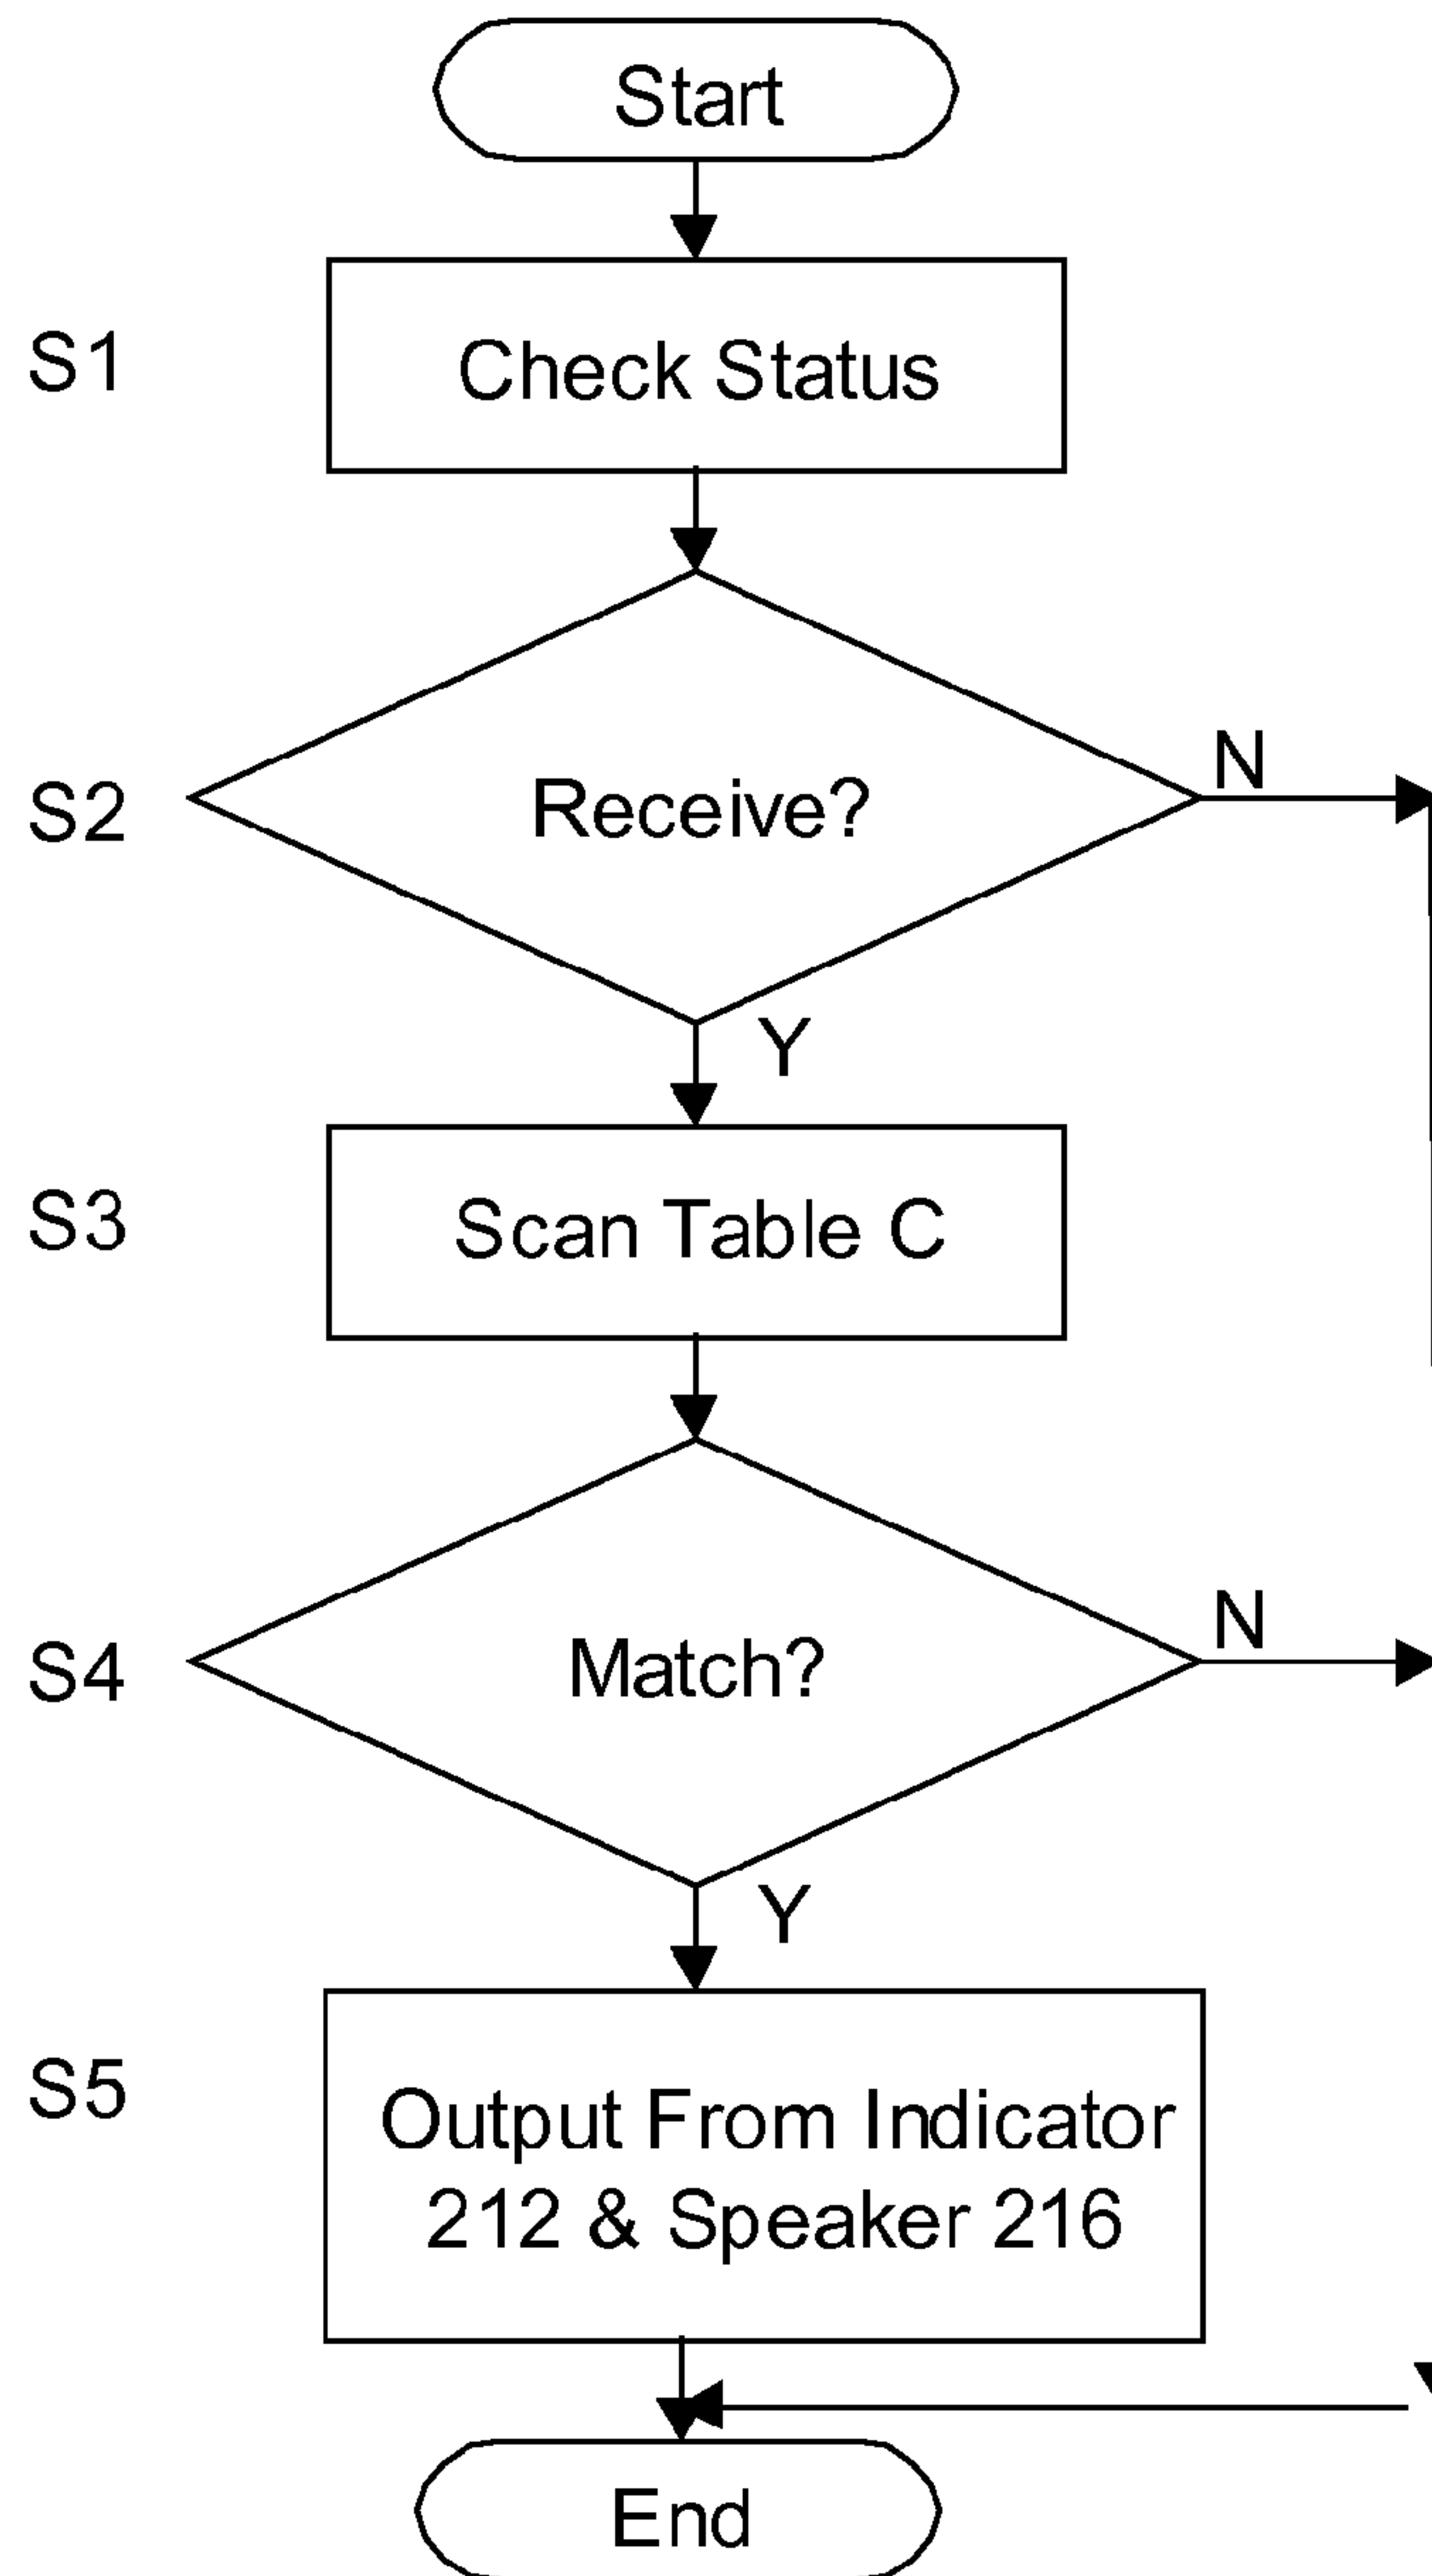 Start
S1
Check Status
S2
Receive?
N
Y
S3
Scan Table C
S4
Match?
N
Y
S5
Output From Indicator
212 & Speaker 216
End